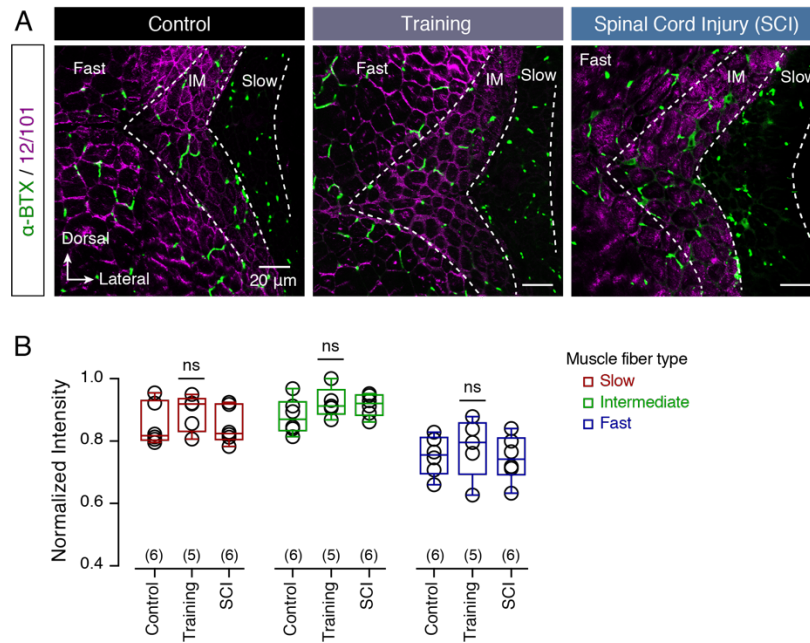 A
Control
Training
Spinal Cord Injury (SCI)
α-BTX / 12/101
Fast
IM
Slow
Dorsal
Lateral
20 µm
Fast
IM
Slow
Fast
IM
Slow
B
Normalized Intensity
1.0
0.8
0.6
0.4
ns
ns
ns
(6)
(5)
(6)
(6)
(5)
(6)
(6)
(5)
(6)
Control
Training
SCI
Control
Training
SCI
Control
Training
SCI
Muscle fiber type
Slow
Intermediate
Fast